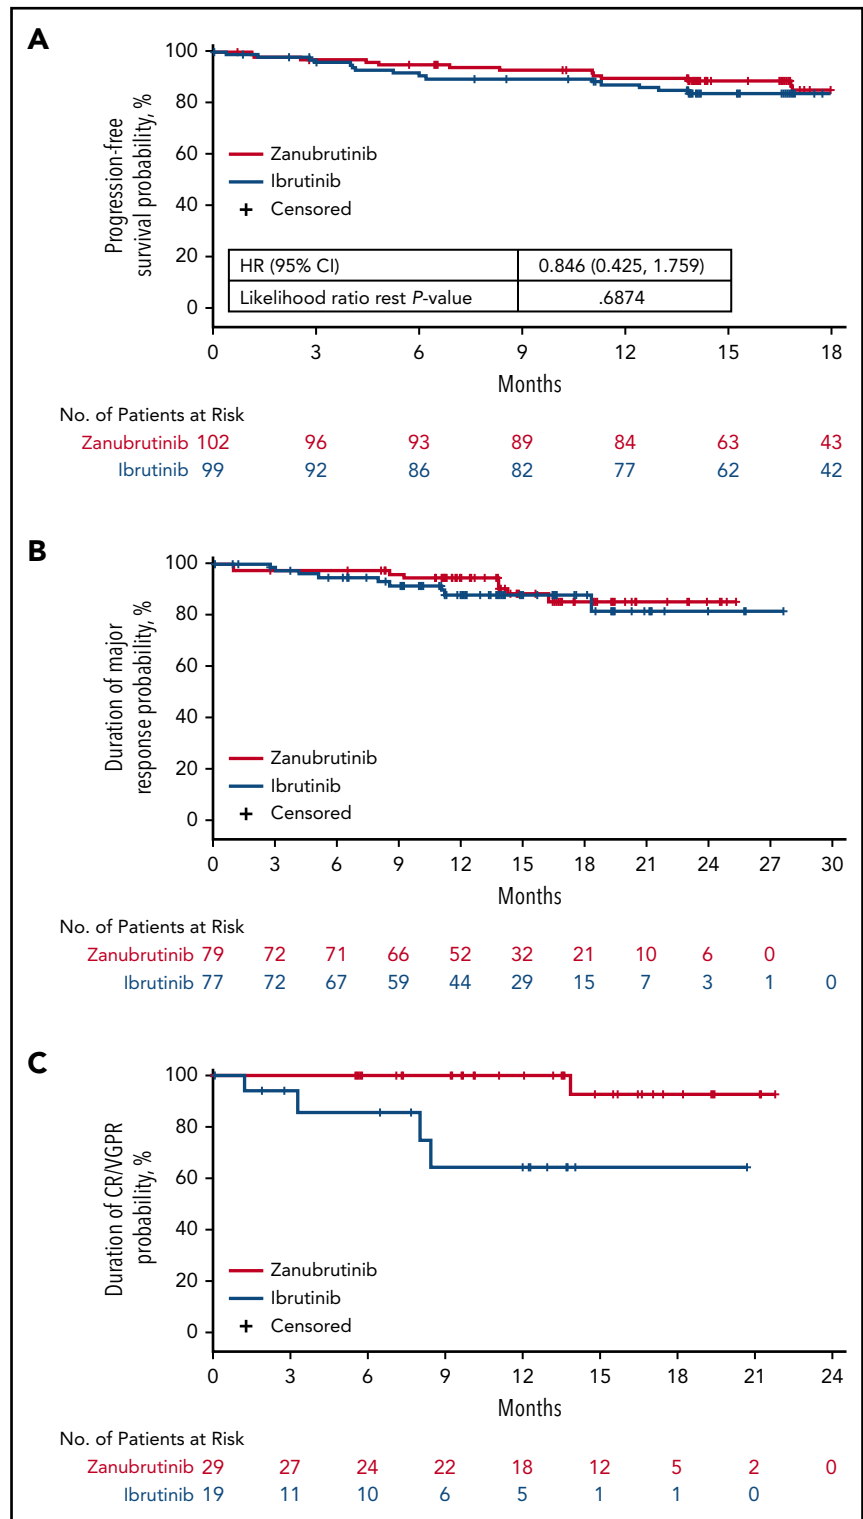 A
Progression-free
survival probability, %
100
80
60
40
20
0
Zanubrutinib
Ibrutinib
+ Censored
HR (95% CI) 0.846 (0.425, 1.759)
Likelihood ratio rest P-value .6874
0 3 6 9 12 15 18
Months
No. of Patients at Risk
Zanubrutinib 102 96 93 89 84 63 43
Ibrutinib 99 92 86 82 77 62 42
B
Duration of major
response probability, %
100
80
60
40
20
0
Zanubrutinib
Ibrutinib
+ Censored
0 3 6 9 12 15 18 21 24 27 30
Months
No. of Patients at Risk
Zanubrutinib 79 72 71 66 52 32 21 10 6 0
Ibrutinib 77 72 67 59 44 29 15 7 3 1 0
C
Duration of CR/VGPR
probability, %
100
80
60
40
20
0
Zanubrutinib
Ibrutinib
+ Censored
0 3 6 9 12 15 18 21 24
Months
No. of Patients at Risk
Zanubrutinib 29 27 24 22 18 12 5 2 0
Ibrutinib 19 11 10 6 5 1 1 0